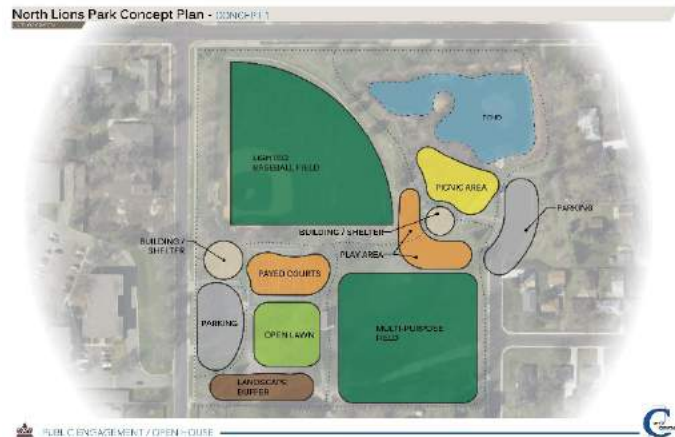 North Lions Park Concept Plan - CONCEPT 1
POND
LIGHTED
BASEBALL FIELD
PICNIC AREA
PARKING
BUILDING / SHELTER
BUILDING /
SHELTER
PLAY AREA
PAVED COURTS
PARKING
OPEN LAWN
MULTI-PURPOSE
FIELD
LANDSCAPE
BUFFER
PUBLIC ENGAGEMENT / OPEN HOUSE